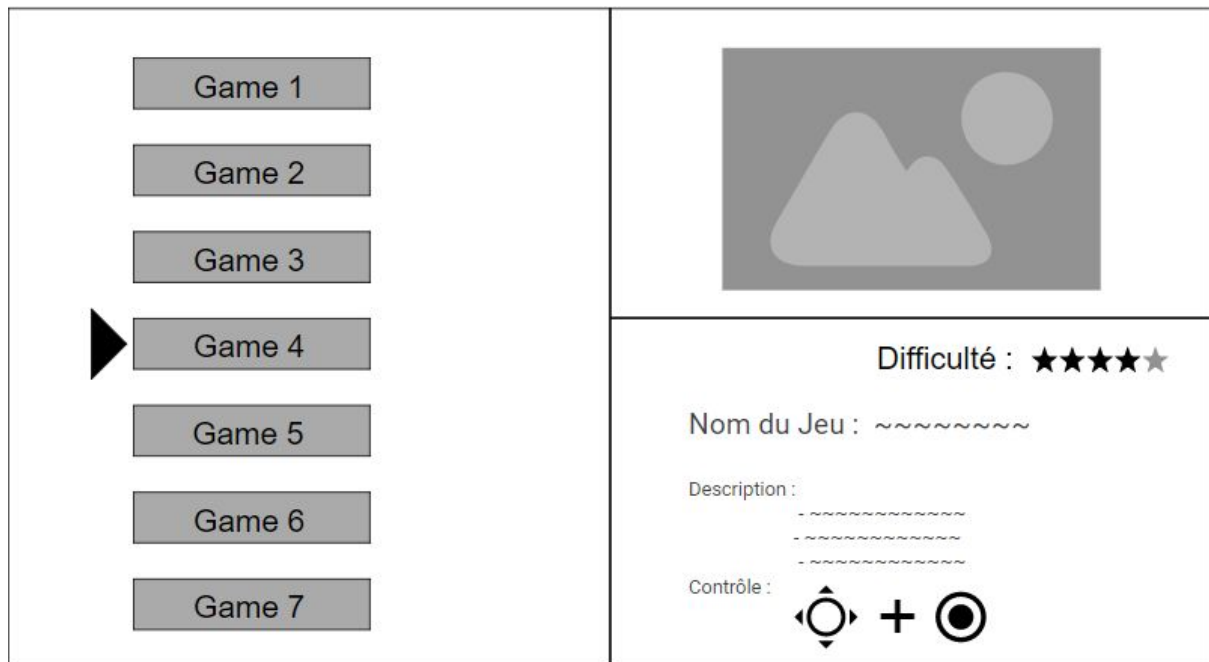 Game 1
Game 2
Game 3
Game 4
Game 5
Game 6
Game 7
Difficulté : ★★★★★
Nom du Jeu : ~~~~~~~~
Description :
- ~~~~~~~~~~~~
- ~~~~~~~~~~~~
- ~~~~~~~~~~~~
Contrôle :
+